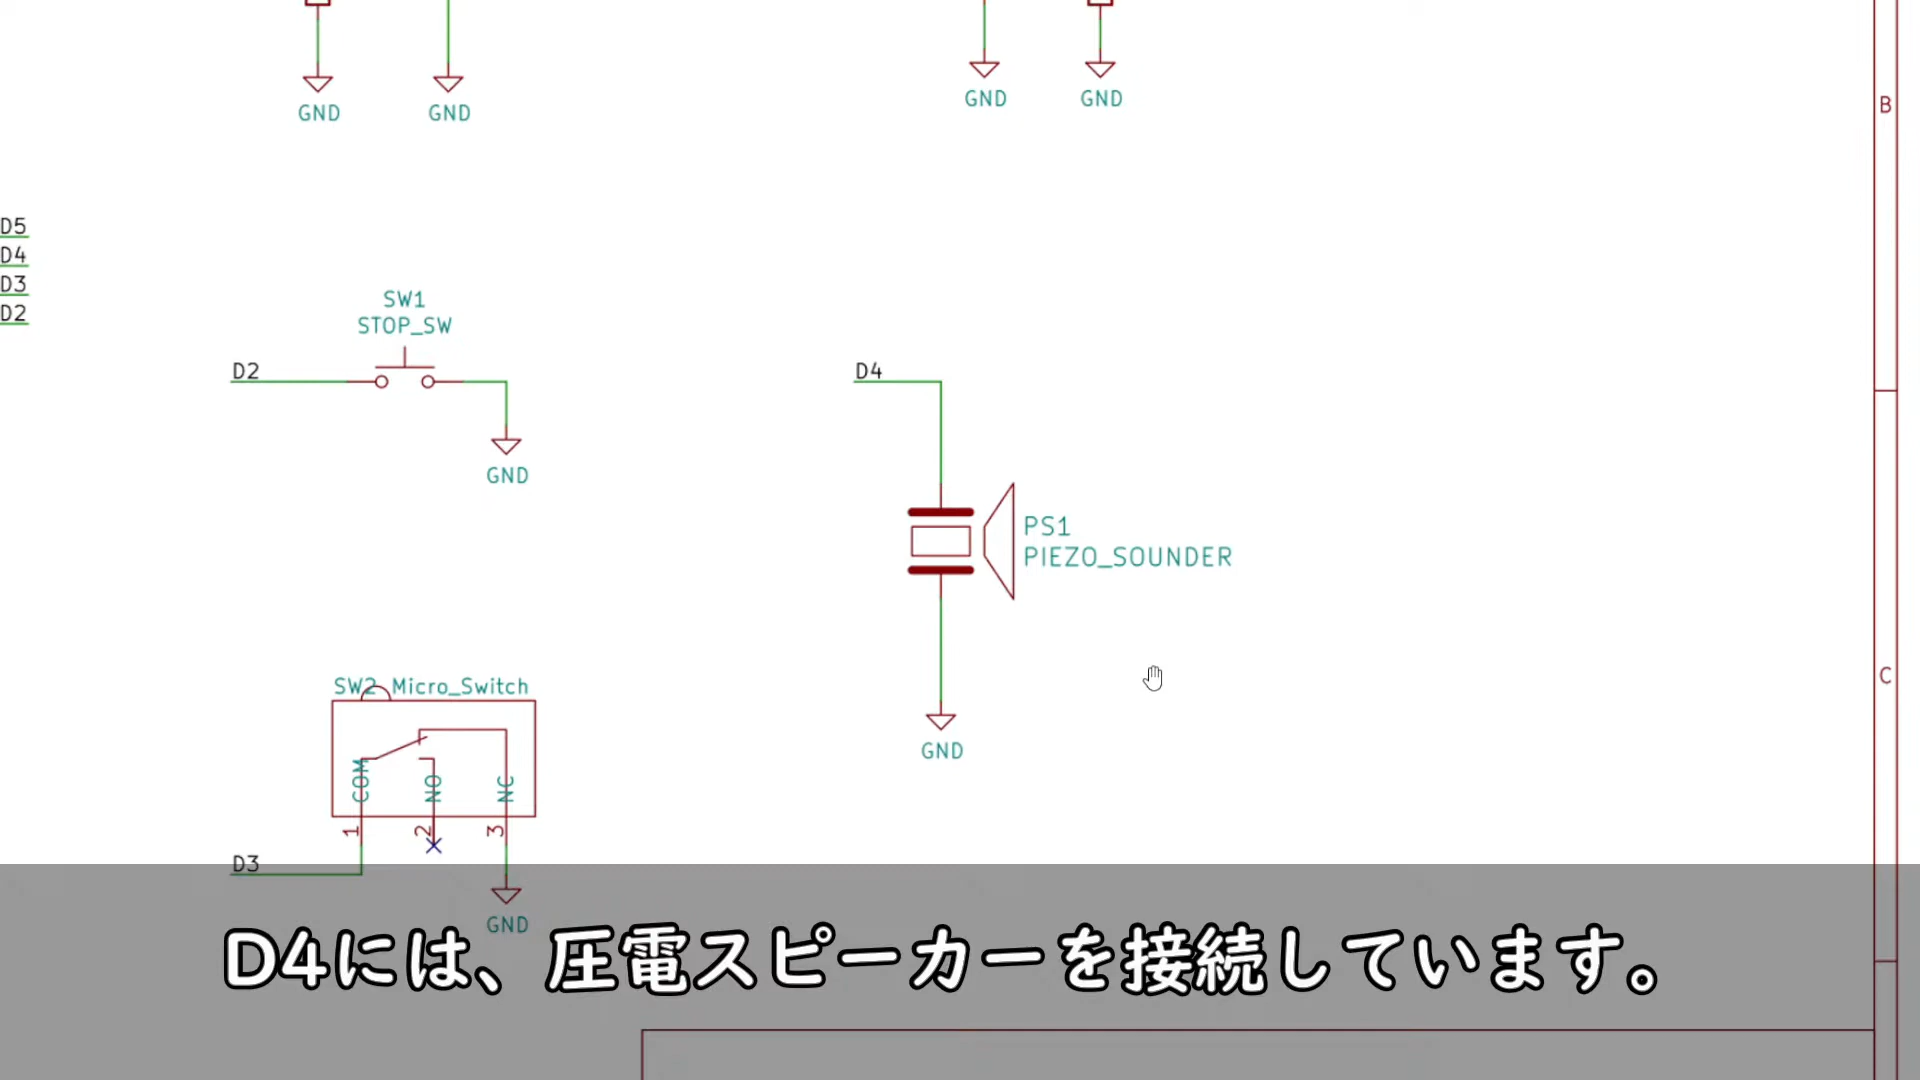 GND GND GND GND
B
D5
D4
D3
D2
SW1
STOP_SW
D2
GND
D4
PS1
PIEZO_SOUNDER
GND
C
SW2 Micro_Switch
COM NO NC
1 2 3
D3
GND
D4には、圧電スピーカーを接続しています。